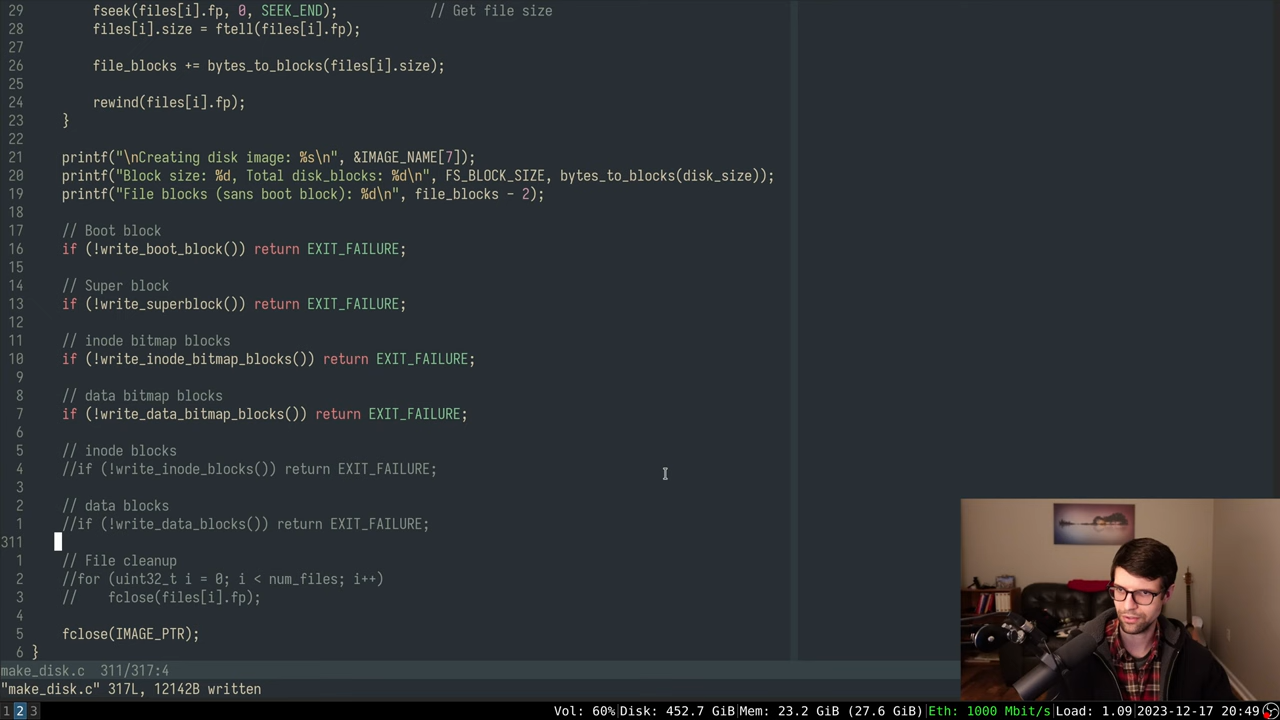 29         fseek(files[i].fp, 0, SEEK_END);            // Get file size
28         files[i].size = ftell(files[i].fp);
27
26         file_blocks += bytes_to_blocks(files[i].size);
25
24         rewind(files[i].fp);
23     }
22
21     printf("\nCreating disk image: %s\n", &IMAGE_NAME[7]);
20     printf("Block size: %d, Total disk_blocks: %d\n", FS_BLOCK_SIZE, bytes_to_blocks(disk_size));
19     printf("File blocks (sans boot block): %d\n", file_blocks - 2);
18
17     // Boot block
16     if (!write_boot_block()) return EXIT_FAILURE;
15
14     // Super block
13     if (!write_superblock()) return EXIT_FAILURE;
12
11     // inode bitmap blocks
10     if (!write_inode_bitmap_blocks()) return EXIT_FAILURE;
9
8     // data bitmap blocks
7     if (!write_data_bitmap_blocks()) return EXIT_FAILURE;
6
5     // inode blocks
4     //if (!write_inode_blocks()) return EXIT_FAILURE;
3
2     // data blocks
1     //if (!write_data_blocks()) return EXIT_FAILURE;
311
1     // File cleanup
2     //for (uint32_t i = 0; i < num_files; i++)
3     //    fclose(files[i].fp);
4
5     fclose(IMAGE_PTR);
6 }
make_disk.c  311/317:4
"make_disk.c" 317L, 12142B written
1 2 3 Vol: 60%|Disk: 452.7 GiB|Mem: 23.2 GiB (27.6 GiB)|Eth: 1000 Mbit/s|Load: 1.09|2023-12-17 20:49